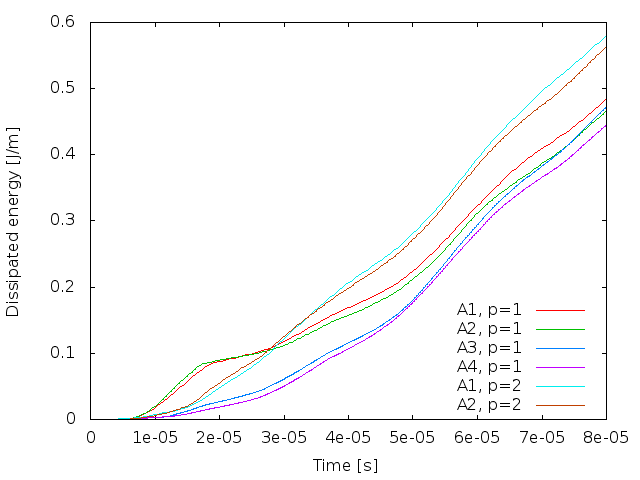 0.6
0.5
0.4
0.3
0.2
0.1
0
Dissipated energy [J/m]
A1, p=1
A2, p=1
A3, p=1
A4, p=1
A1, p=2
A2, p=2
0 1e-05 2e-05 3e-05 4e-05 5e-05 6e-05 7e-05 8e-05
Time [s]